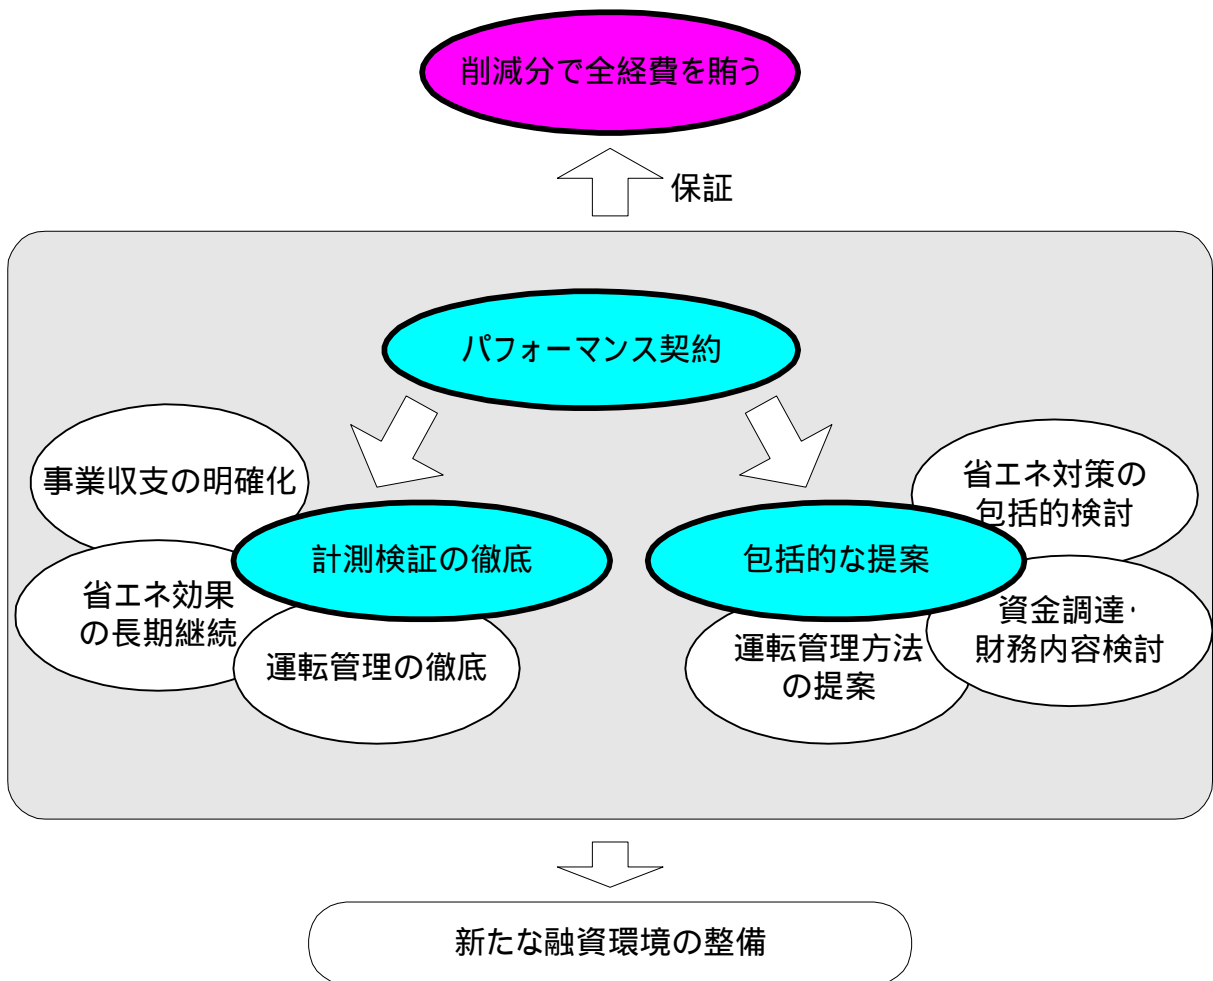 削減分で全経費を賄う
保証
パフォーマンス契約
事業収支の明確化
省エネ対策の
包括的検討
計測検証の徹底
包括的な提案
省エネ効果
の長期継続
運転管理の徹底
運転管理方法
の提案
資金調達・
財務内容検討
新たな融資環境の整備